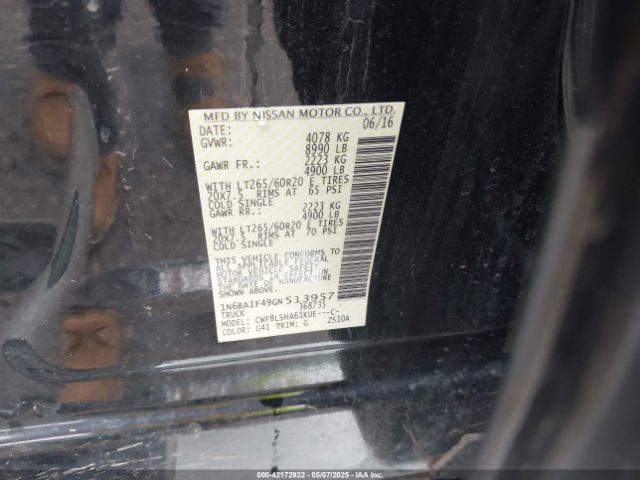 MFD BY NISSAN MOTOR CO., LTD.
DATE: 06/16
GVWR: 4078 KG
8990 LB
GAWR FR.: 2223 KG
4900 LB
WITH LT265/60R20 E TIRES
20X7.5 RIMS AT 65 PSI
COLD SINGLE
GAWR RR.: 2223 KG
4900 LB
WITH LT265/60R20 E TIRES
20X7.5 RIMS AT 70 PSI
COLD SINGLE
THIS VEHICLE CONFORMS TO
ALL APPLICABLE FEDERAL
MOTOR VEHICLE SAFETY
STANDARDS IN EFFECT ON
THE DATE OF MANUFACTURE
SHOWN ABOVE.
1N6BA1F49GN513957
TRUCK 368735
MODEL: CWF8LSHA61KUE---C-
COLOR: G41 TRIM: G ZS10A
000-42172922 - 05/07/2025 - IAA Inc.